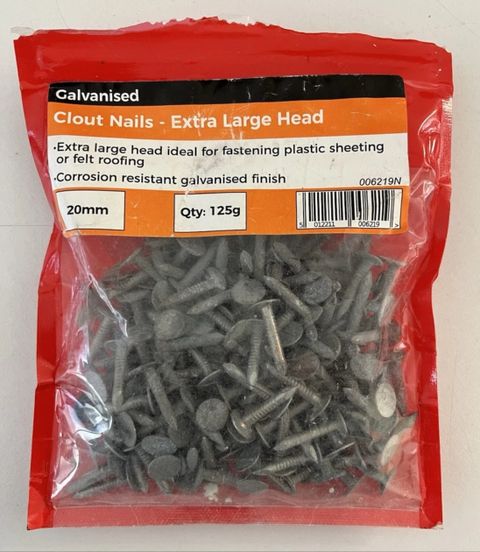 Galvanised
Clout Nails - Extra Large Head
·Extra large head ideal for fastening plastic sheeting
or felt roofing
·Corrosion resistant galvanised finish
006219N
20mm
Qty: 125g
5 012211 006219 >